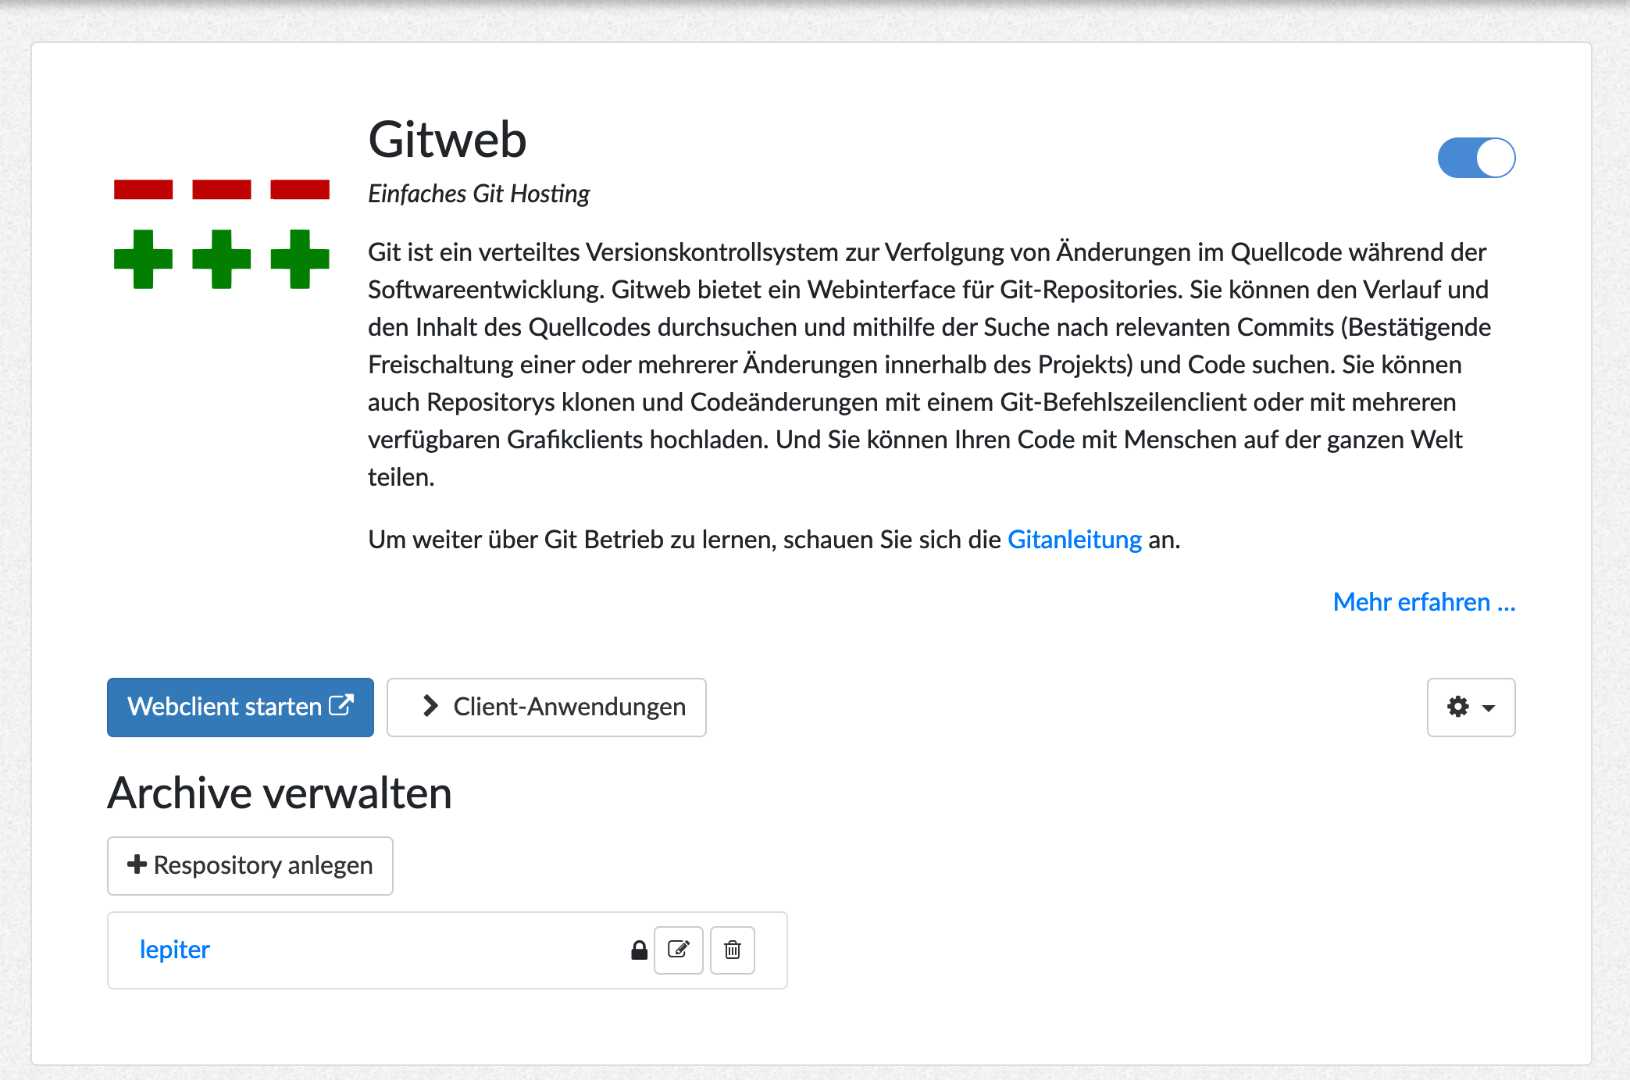 Gitweb
Einfaches Git Hosting
Git ist ein verteiltes Versionskontrollsystem zur Verfolgung von Änderungen im Quellcode während der
Softwareentwicklung. Gitweb bietet ein Webinterface für Git-Repositories. Sie können den Verlauf und
den Inhalt des Quellcodes durchsuchen und mithilfe der Suche nach relevanten Commits (Bestätigende
Freischaltung einer oder mehrerer Änderungen innerhalb des Projekts) und Code suchen. Sie können
auch Repositorys klonen und Codeänderungen mit einem Git-Befehlszeilenclient oder mit mehreren
verfügbaren Grafikclients hochladen. Und Sie können Ihren Code mit Menschen auf der ganzen Welt
teilen.
Um weiter über Git Betrieb zu lernen, schauen Sie sich die Gitanleitung an.
Mehr erfahren ...
Webclient starten
Client-Anwendungen
Archive verwalten
Respository anlegen
lepiter